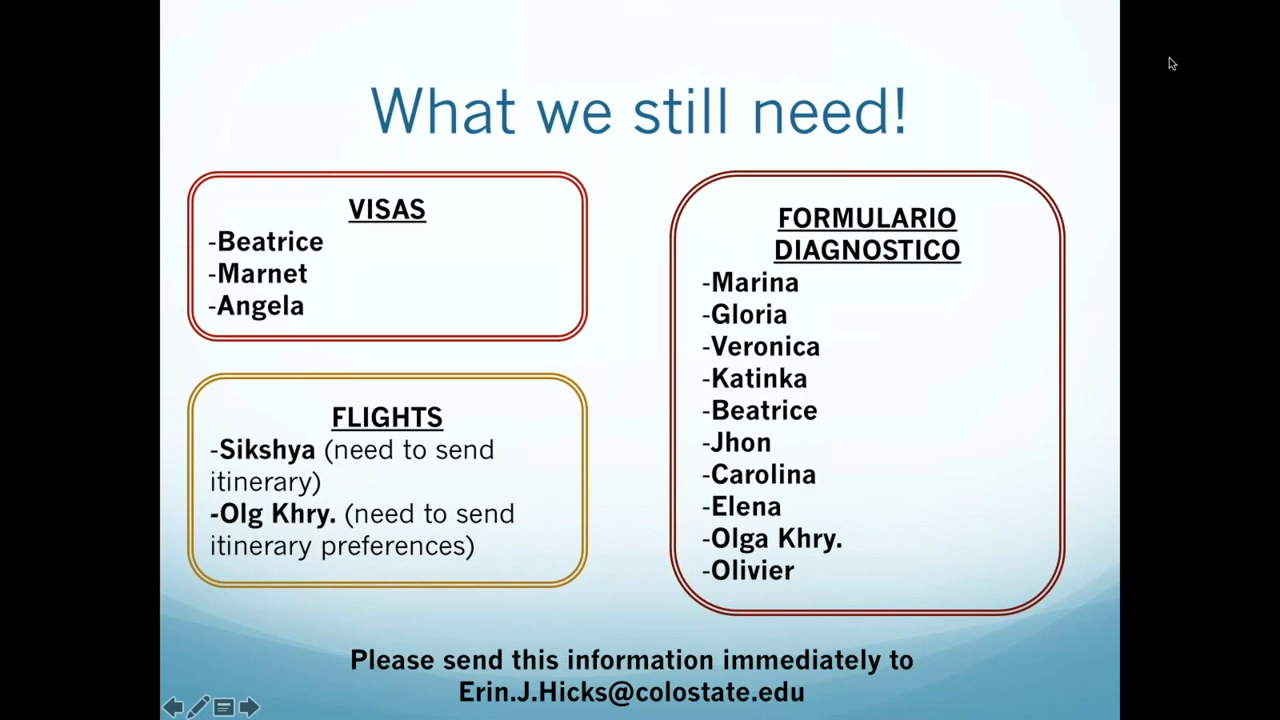 What we still need!
VISAS
-Beatrice
-Marnet
-Angela
FLIGHTS
-Sikshya (need to send
itinerary)
-Olg Khry. (need to send
itinerary preferences)
FORMULARIO
DIAGNOSTICO
-Marina
-Gloria
-Veronica
-Katinka
-Beatrice
-Jhon
-Carolina
-Elena
-Olga Khry.
-Olivier
Please send this information immediately to
Erin.J.Hicks@colostate.edu